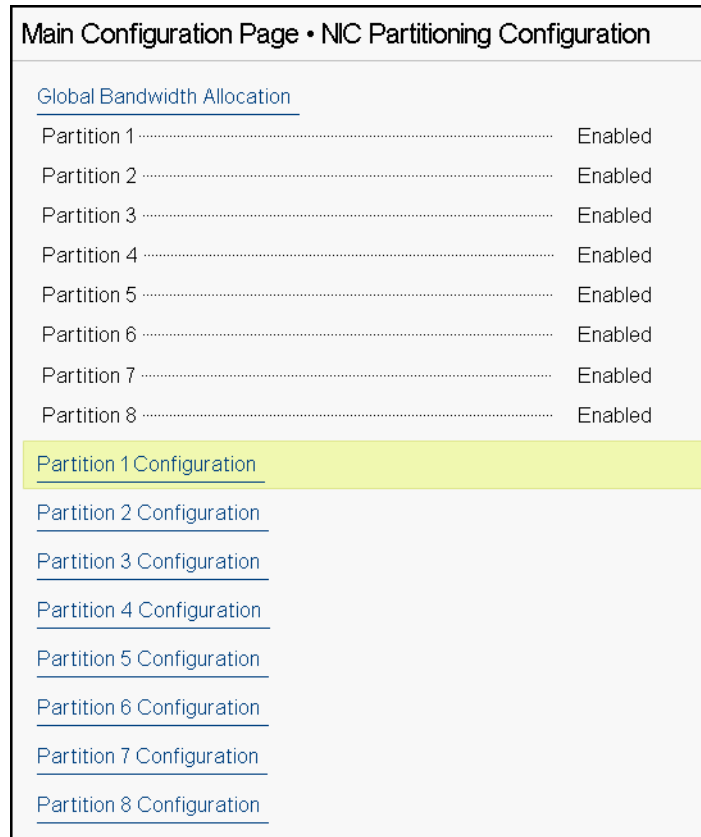 Main Configuration Page • NIC Partitioning Configuration
Global Bandwidth Allocation
Partition 1 Enabled
Partition 2 Enabled
Partition 3 Enabled
Partition 4 Enabled
Partition 5 Enabled
Partition 6 Enabled
Partition 7 Enabled
Partition 8 Enabled
Partition 1 Configuration
Partition 2 Configuration
Partition 3 Configuration
Partition 4 Configuration
Partition 5 Configuration
Partition 6 Configuration
Partition 7 Configuration
Partition 8 Configuration